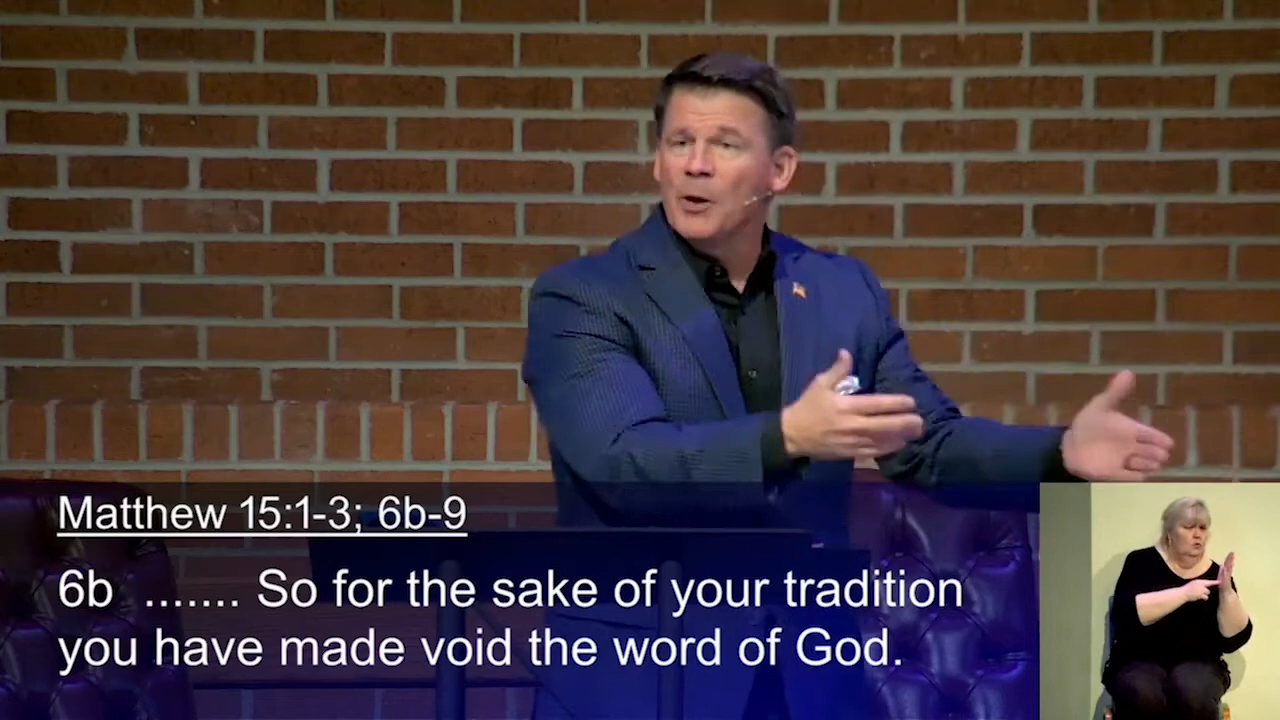 Matthew 15:1-3; 6b-9
6b ....... So for the sake of your tradition
you have made void the word of God.